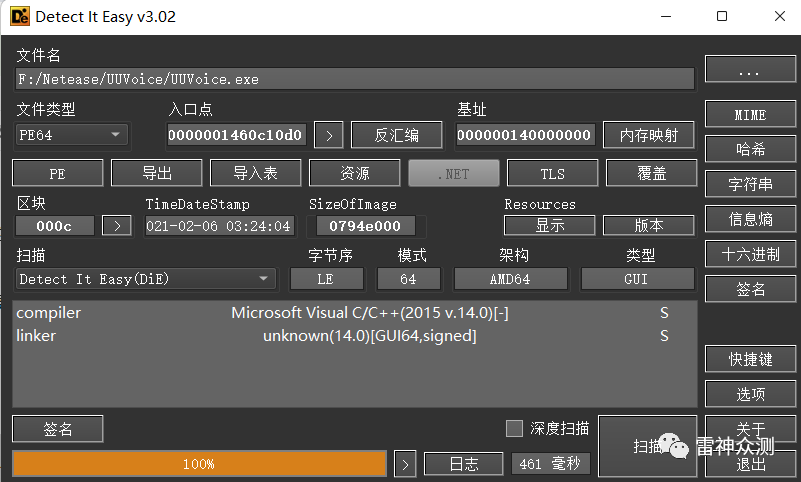 Detect It Easy v3.02
文件名
F:/Netease/UUVoice/UUVoice.exe
...
文件类型 入口点 基址
PE64 0000001460c10d0 > 反汇编 000000140000000 内存映射 MIME
PE 导出 导入表 资源 .NET TLS 覆盖 哈希
区块 TimeDateStamp SizeOfImage Resources 字符串
000c > 021-02-06 03:24:04 0794e000 显示 版本 信息熵
扫描 字节序 模式 架构 类型 十六进制
Detect It Easy(DiE) LE 64 AMD64 GUI 签名
compiler Microsoft Visual C/C++(2015 v.14.0)[-] S
linker unknown(14.0)[GUI64,signed] S
快捷键
选项
签名 深度扫描 扫描 关于
100% > 日志 461 毫秒 退出
雷神众测